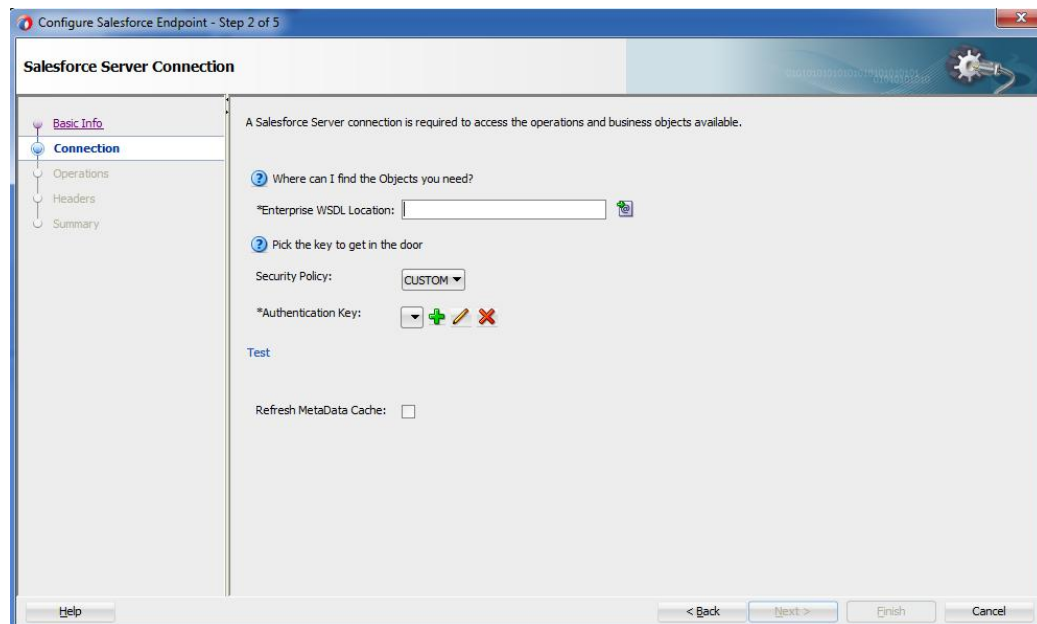 Configure Salesforce Endpoint - Step 2 of 5
Salesforce Server Connection
Basic Info
Connection
Operations
Headers
Summary
A Salesforce Server connection is required to access the operations and business objects available.
Where can I find the Objects you need?
*Enterprise WSDL Location:
Pick the key to get in the door
Security Policy: CUSTOM
*Authentication Key:
Test
Refresh MetaData Cache:
Help < Back Next > Finish Cancel